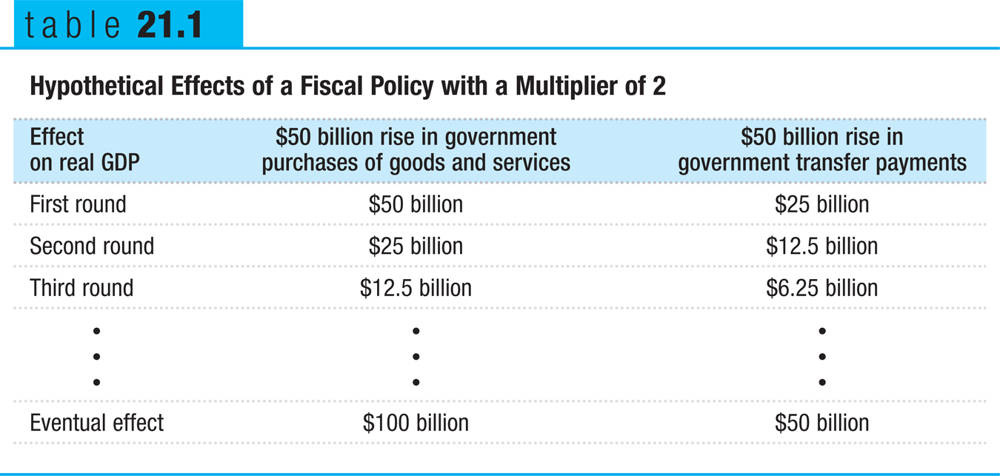 table 21.1
Hypothetical Effects of a Fiscal Policy with a Multiplier of 2
Effect on real GDP $50 billion rise in government purchases of goods and services $50 billion rise in government transfer payments
First round $50 billion $25 billion
Second round $25 billion $12.5 billion
Third round $12.5 billion $6.25 billion
• • •
• • •
• • •
Eventual effect $100 billion $50 billion